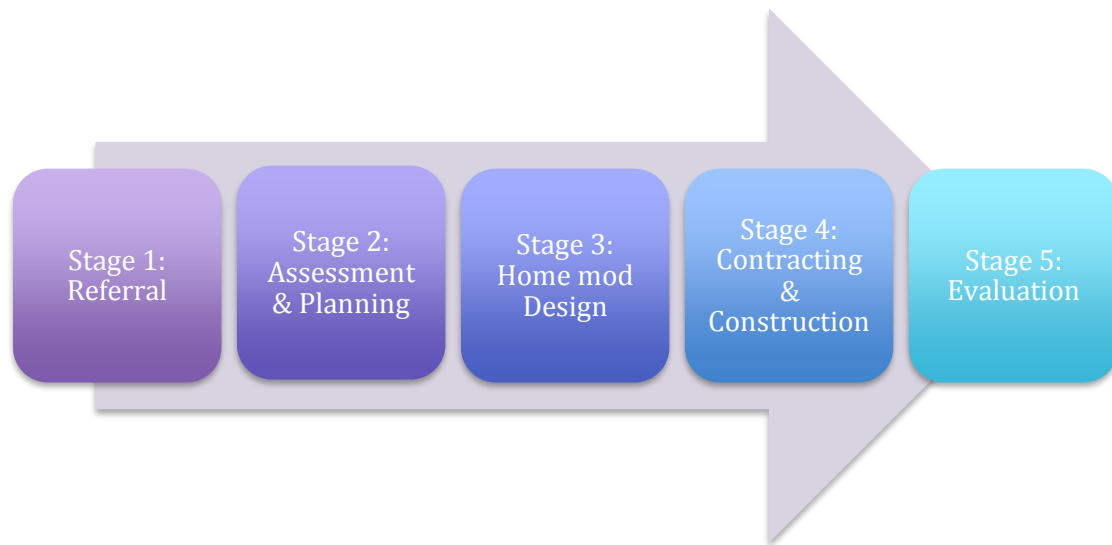 Stage 1:
Referral
Stage 2:
Assessment
& Planning
Stage 3:
Home mod
Design
Stage 4:
Contracting
&
Construction
Stage 5:
Evaluation